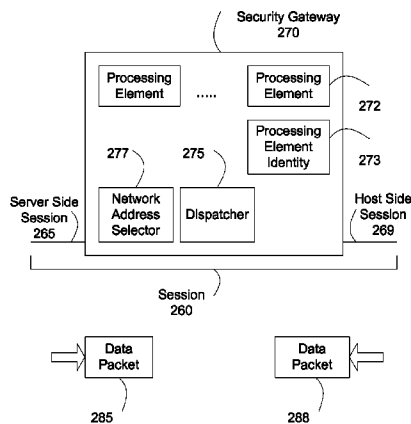 Security Gateway
270
Processing
Element
.....
Processing
Element
272
Processing
Element
Identity
273
277
275
Network
Address
Selector
Dispatcher
Server Side
Session
265
Host Side
Session
269
Session
260
Data
Packet
285
Data
Packet
288